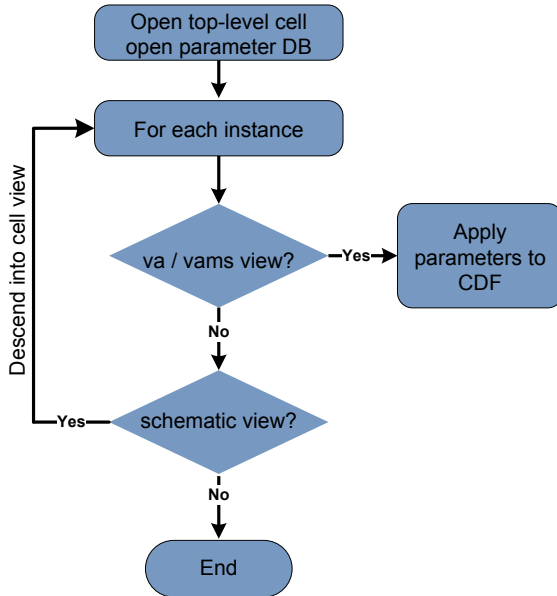 Open top-level cell
open parameter DB
For each instance
Descend into cell view
va / vams view?
Yes
Apply
parameters to
CDF
No
schematic view?
Yes
No
End